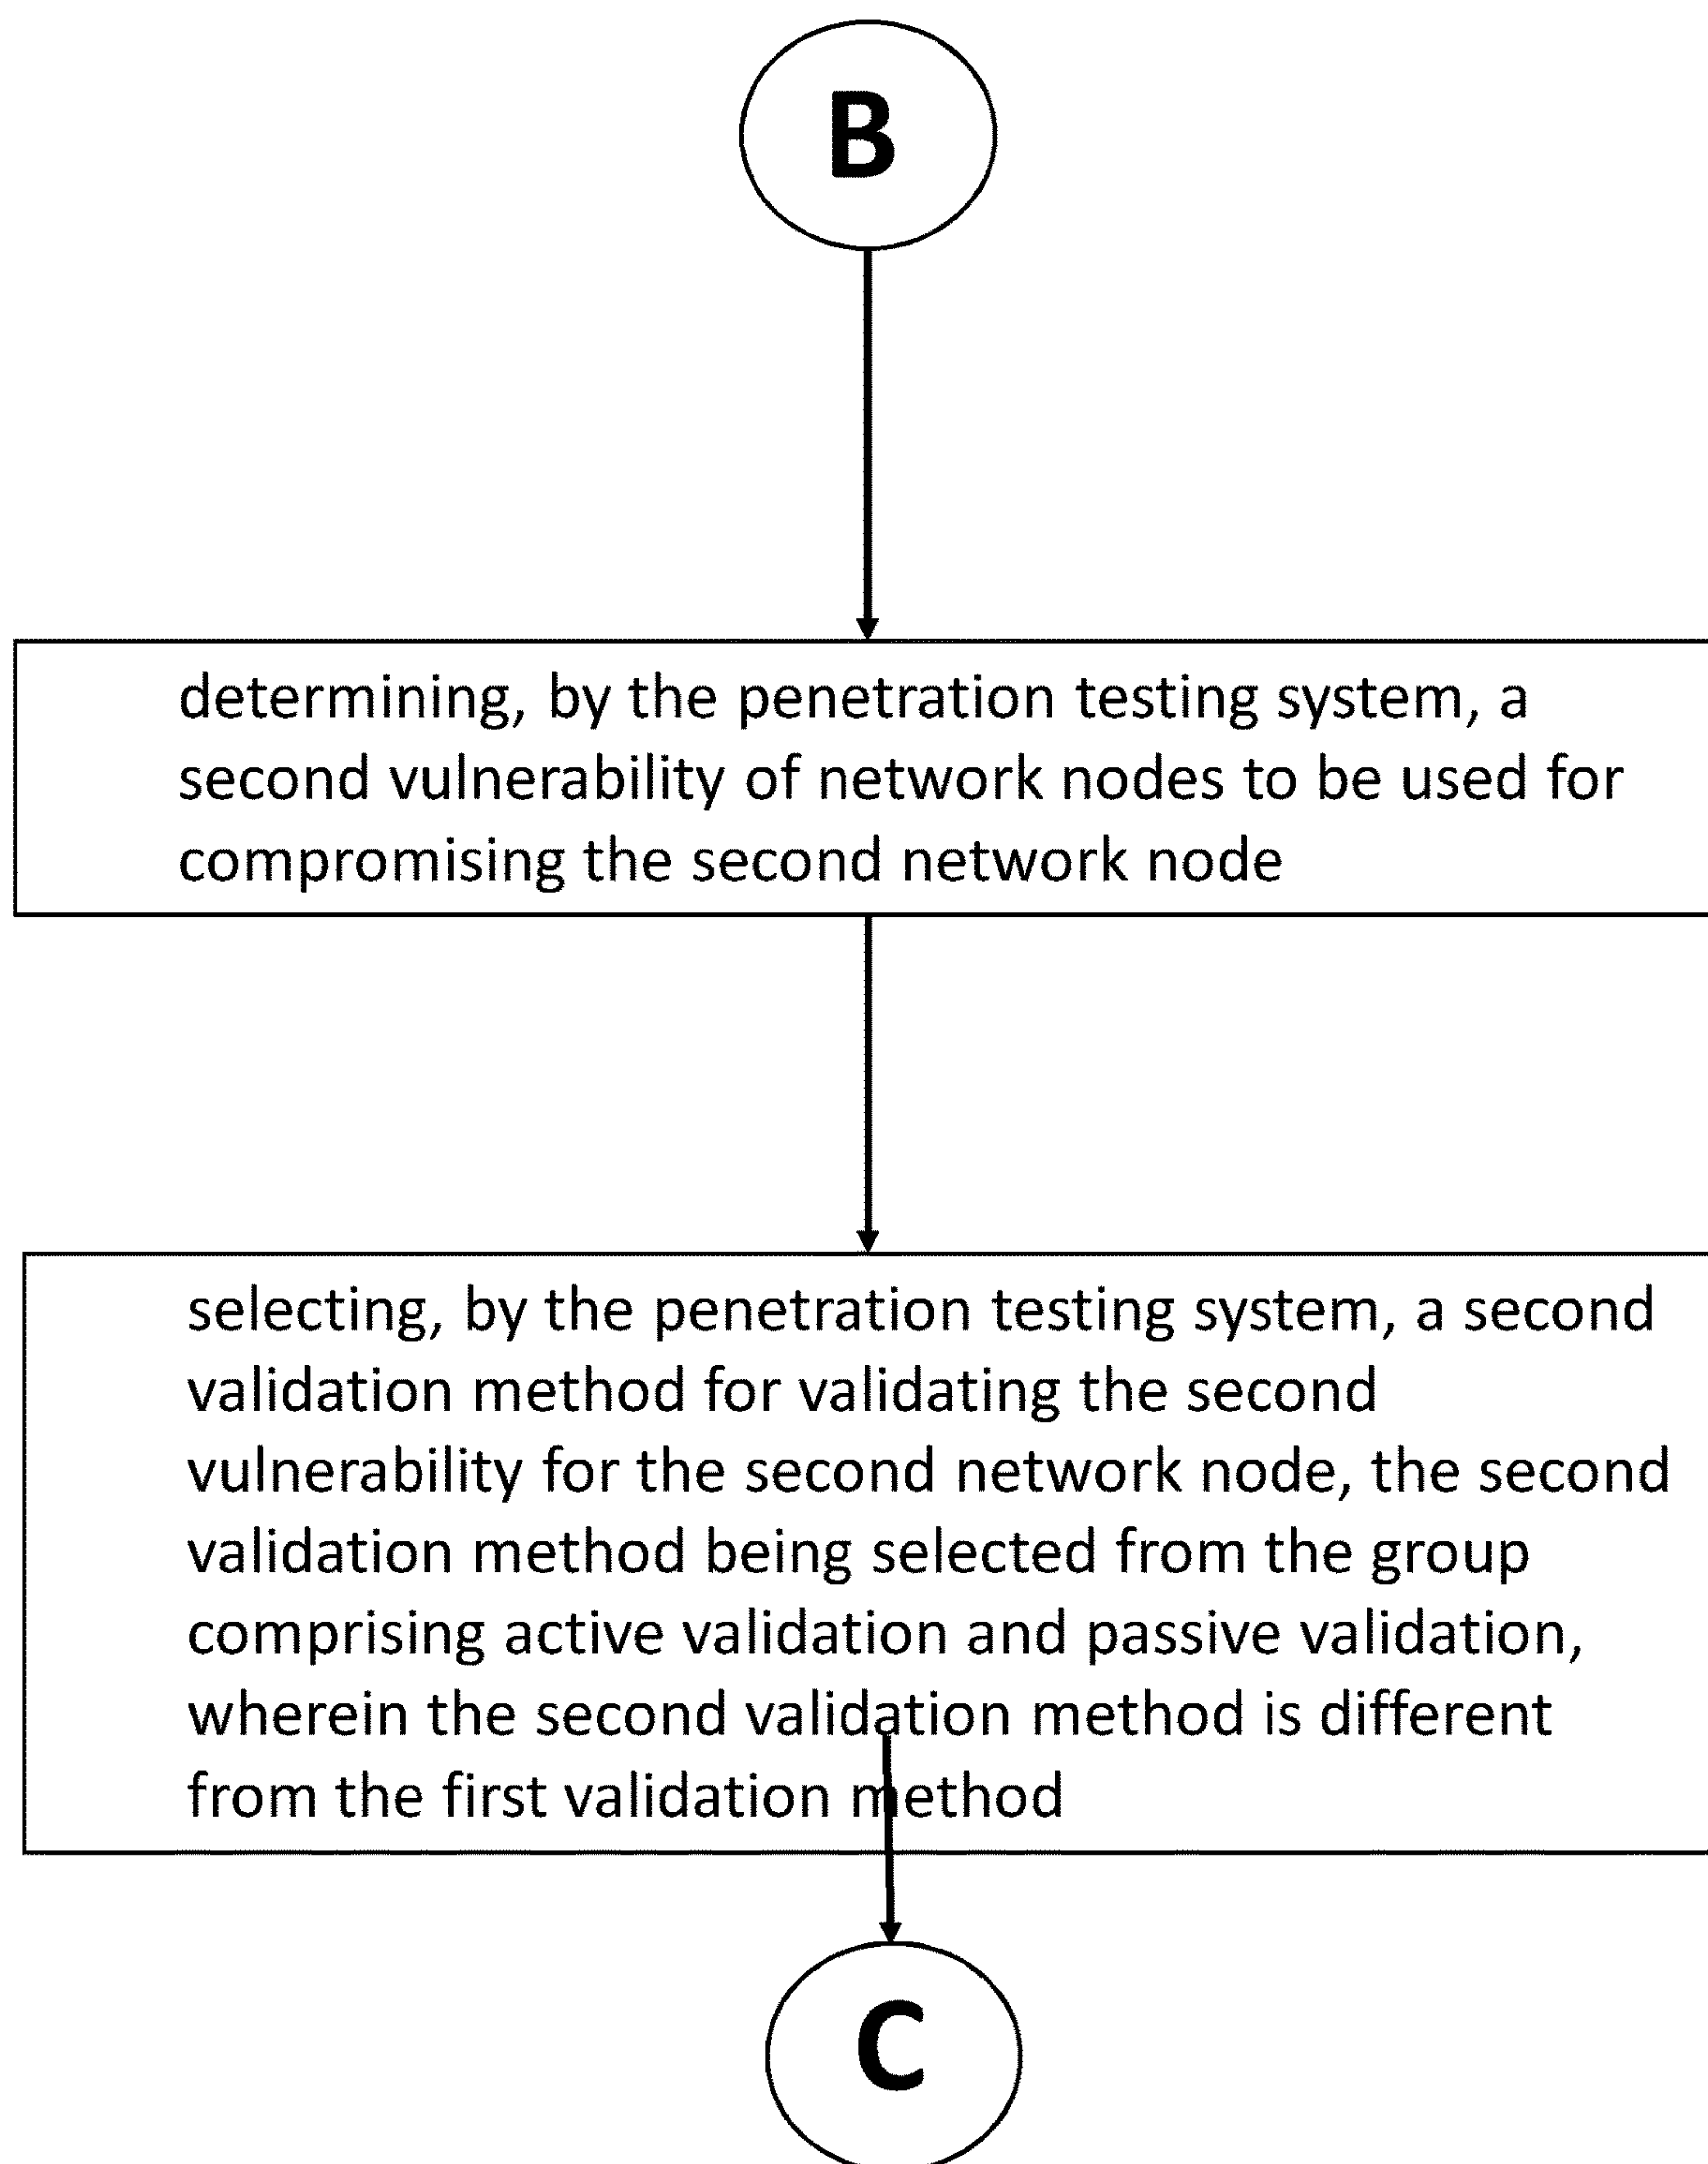 B
determining, by the penetration testing system, a
second vulnerability of network nodes to be used for
compromising the second network node
selecting, by the penetration testing system, a second
validation method for validating the second
vulnerability for the second network node, the second
validation method being selected from the group
comprising active validation and passive validation,
wherein the second validation method is different
from the first validation method
C